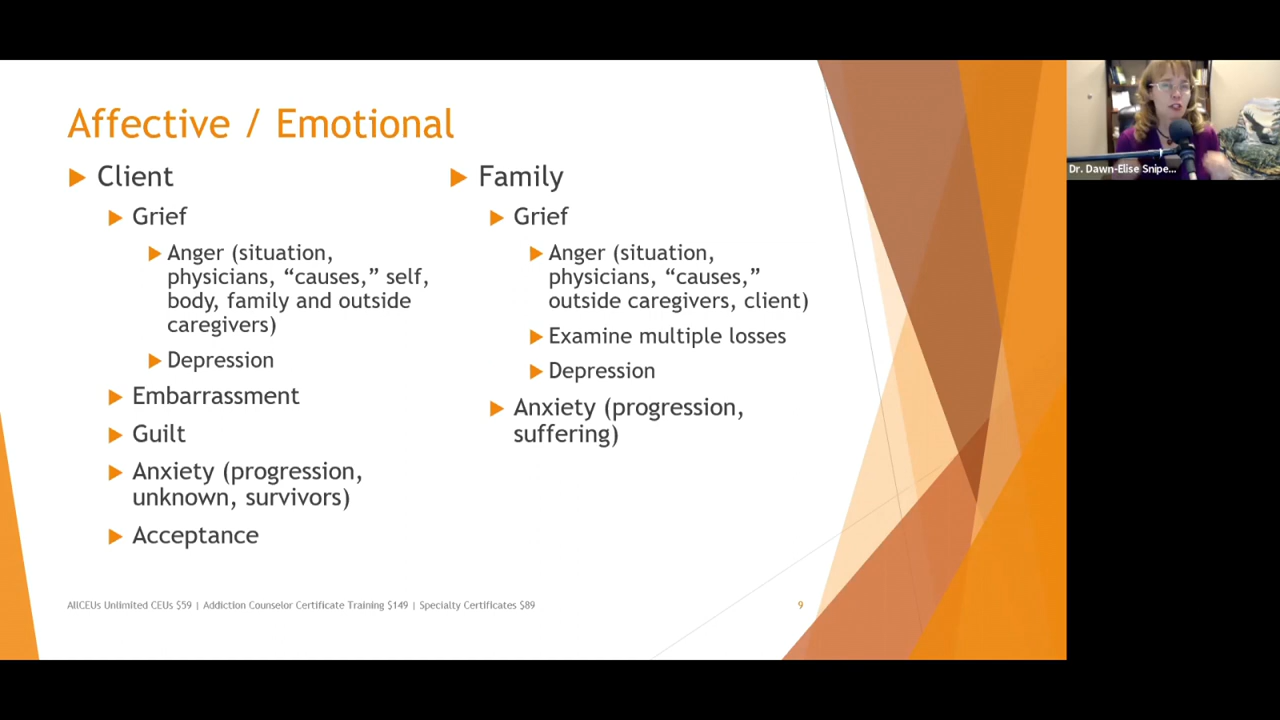 Affective / Emotional
Client
Grief
Anger (situation,
physicians, “causes,” self,
body, family and outside
caregivers)
Depression
Embarrassment
Guilt
Anxiety (progression,
unknown, survivors)
Acceptance
Family
Grief
Anger (situation,
physicians, “causes,”
outside caregivers, client)
Examine multiple losses
Depression
Anxiety (progression,
suffering)
AllCEUs Unlimited CEUs $59 | Addiction Counselor Certificate Training $149 | Specialty Certificates $89
9
Dr. Dawn-Elise Snipe...